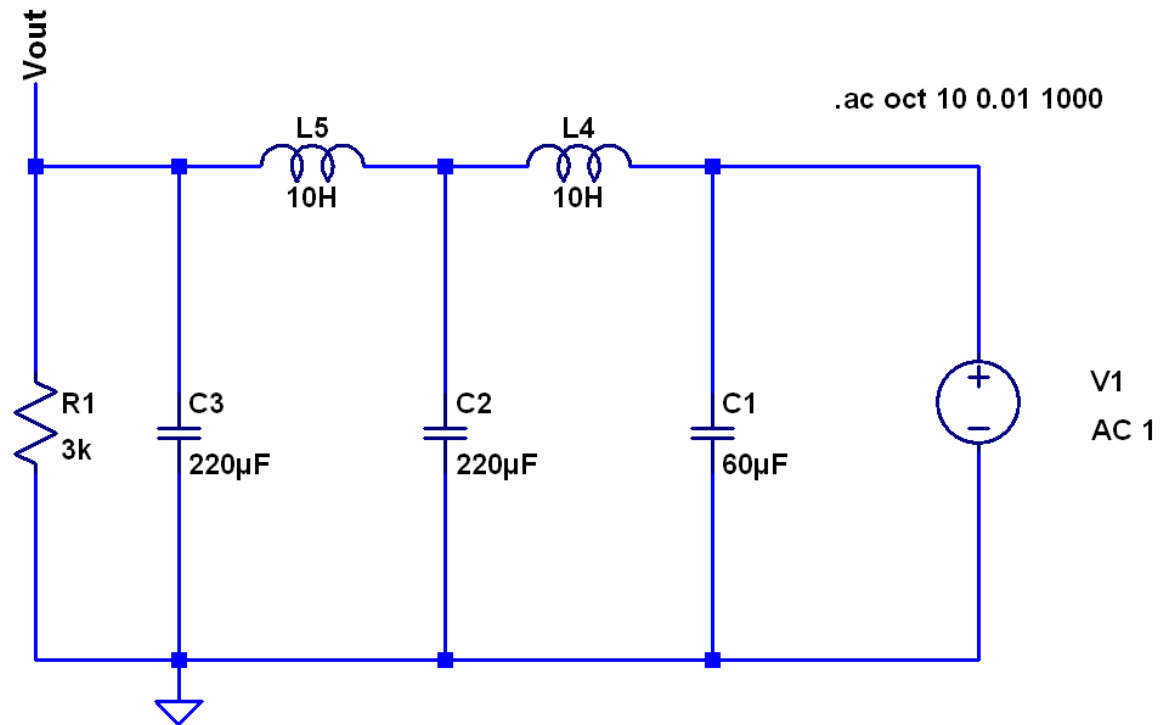 Vout
.ac oct 10 0.01 1000
L5
10H
L4
10H
R1
3k
C3
220µF
C2
220µF
C1
60µF
V1
AC 1